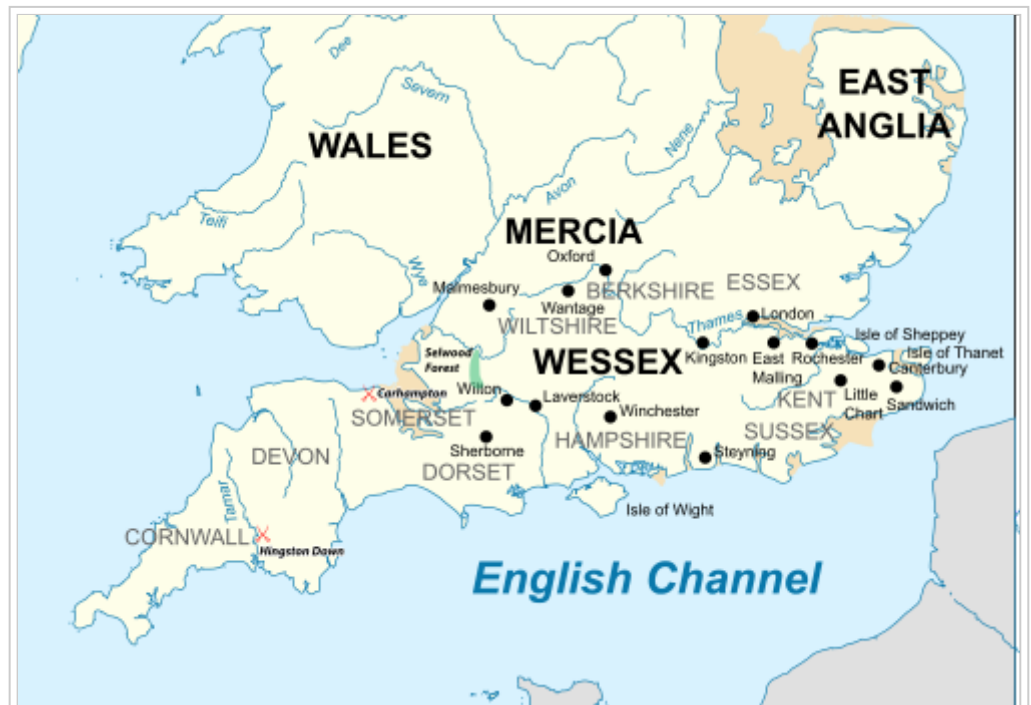 Dee
Severn
EAST
ANGLIA
WALES
Nene
Avon
Teifi
MERCIA
Oxford
Wye
ESSEX
Malmesbury
BERKSHIRE
Wantage
WILTSHIRE
Thames
London
Isle of Sheppey
Selwood
Forest
WESSEX
Kingston
East
Malling
Rochester
Isle of Thanet
Canterbury
Carhampton
Wilton
Laverstock
KENT
Little
Chart
Sandwich
SOMERSET
Winchester
SUSSEX
HAMPSHIRE
Sherborne
Steyning
DEVON
DORSET
Tamar
Isle of Wight
CORNWALL
Hingston Down
English Channel